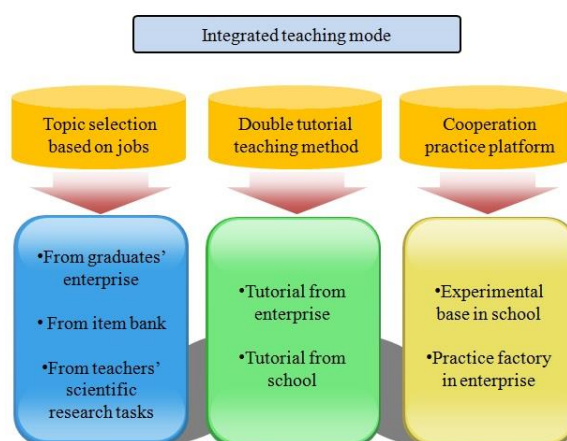 Integrated teaching mode
Topic selection
based on jobs
Double tutorial
teaching method
Cooperation
practice platform
•From graduates'
enterprise
•From item bank
•From teachers'
scientific
research tasks
•Tutorial from
enterprise
•Tutorial from
school
•Experimental
base in school
•Practice factory
in enterprise